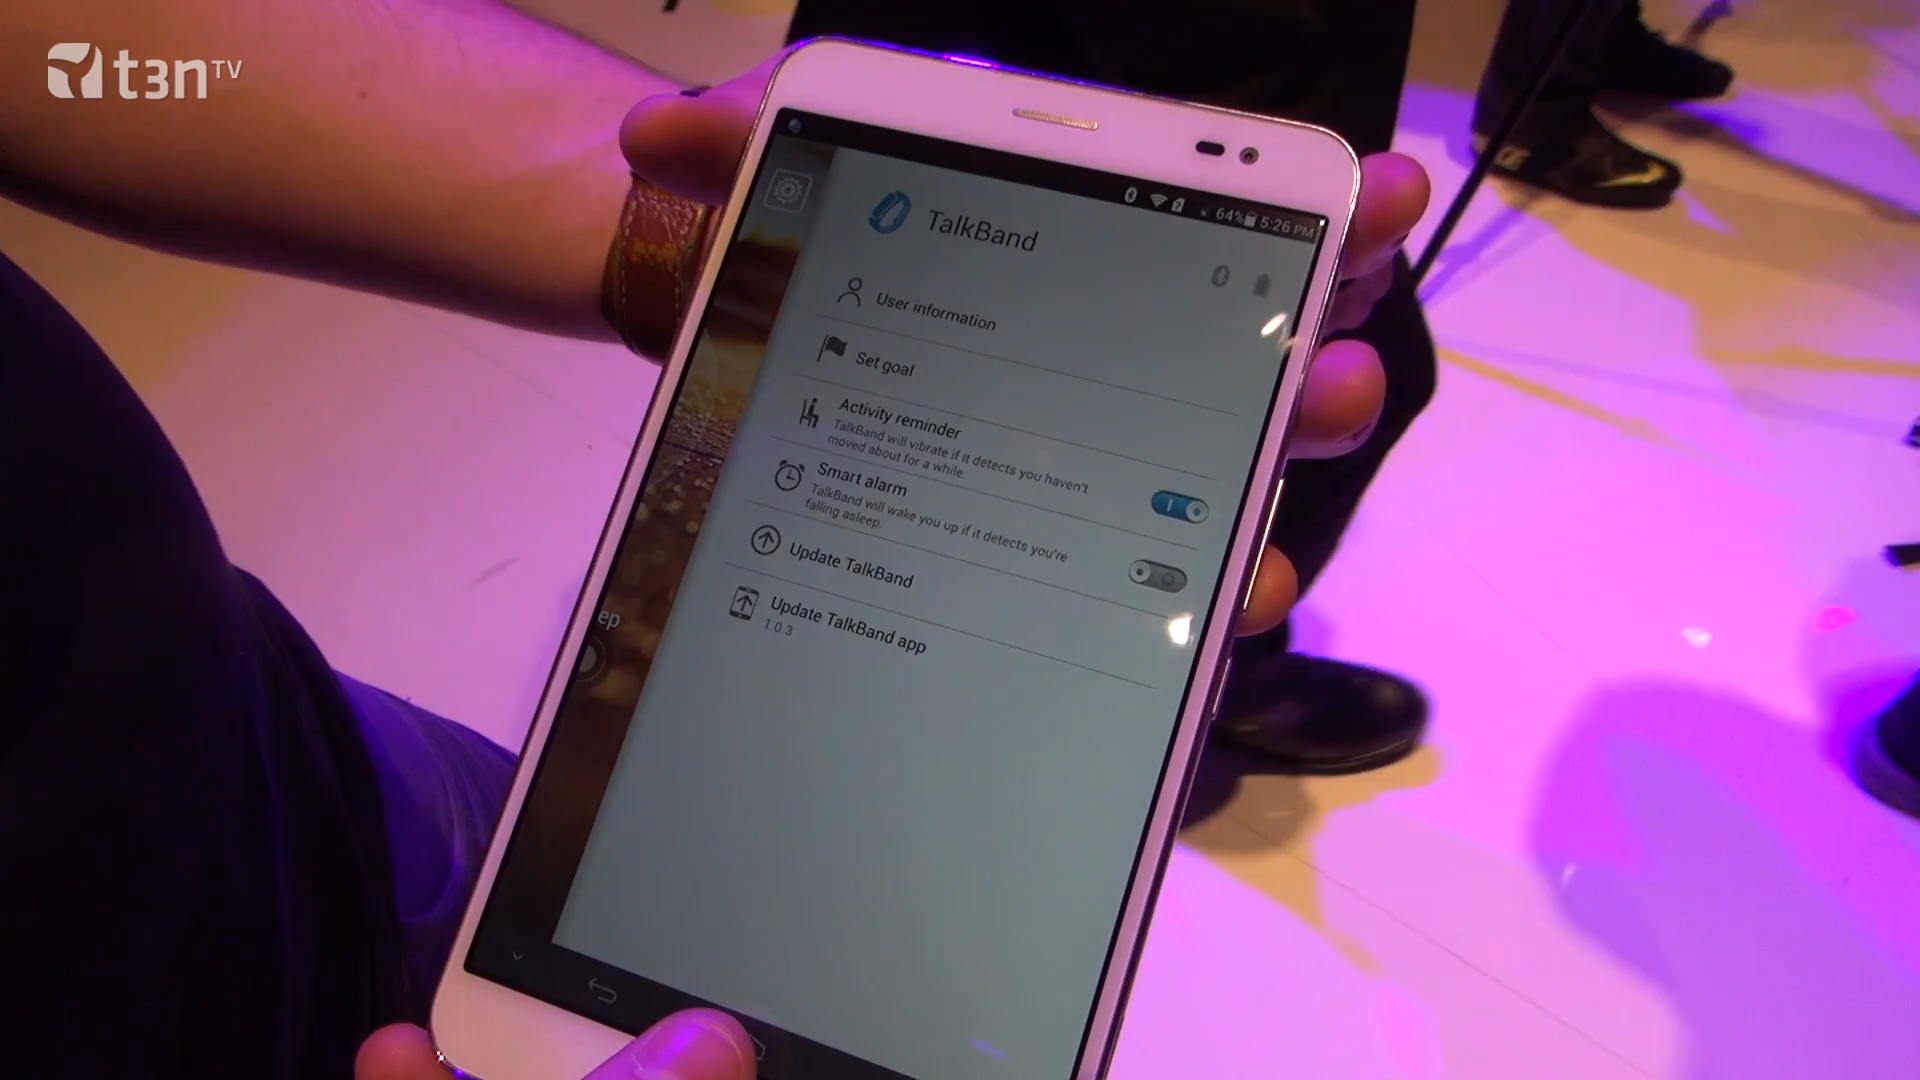 t3n TV
64% 5:26 PM
TalkBand
User information
Set goal
Activity reminder
TalkBand will vibrate if it detects you haven't
moved about for a while.
Smart alarm
TalkBand will wake you up if it detects you're
falling asleep.
Update TalkBand
Update TalkBand app
1.0.3
ep